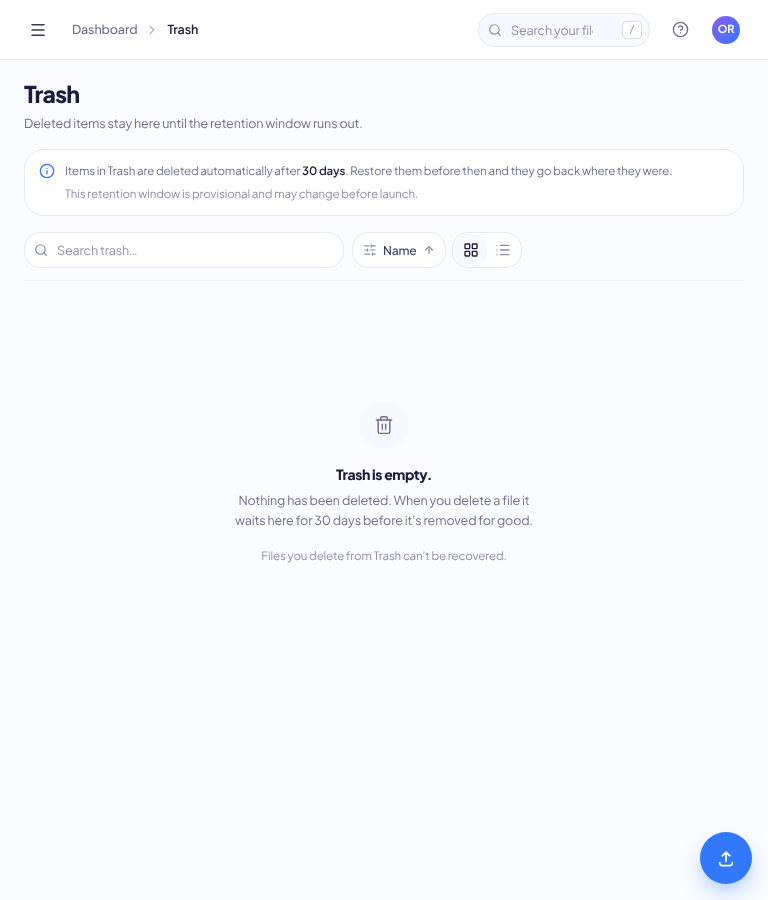 Dashboard
Trash
Search your fil
/
OR
Trash
Deleted items stay here until the retention window runs out.
Items in Trash are deleted automatically after 30 days. Restore them before then and they go back where they were.
This retention window is provisional and may change before launch.
Search trash...
Name
Trash is empty.
Nothing has been deleted. When you delete a file it
waits here for 30 days before it's removed for good.
Files you delete from Trash can't be recovered.